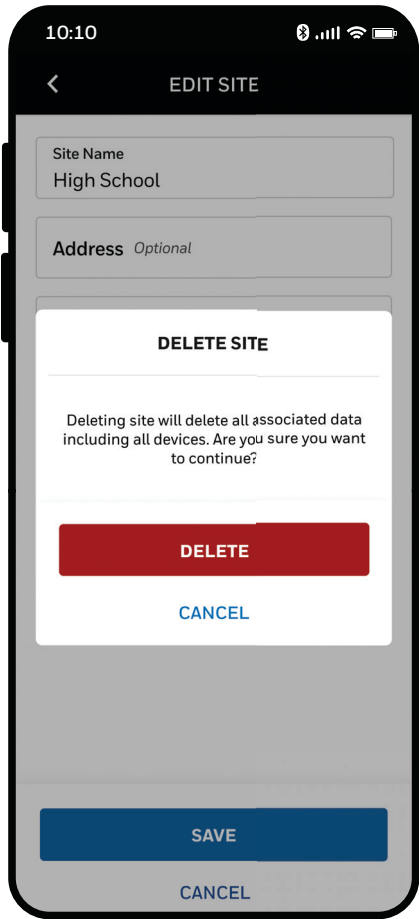 10:10
EDIT SITE
Site Name
High School
Address Optional
DELETE SITE
Deleting site will delete all associated data
including all devices. Are you sure you want
to continue?
DELETE
CANCEL
SAVE
CANCEL